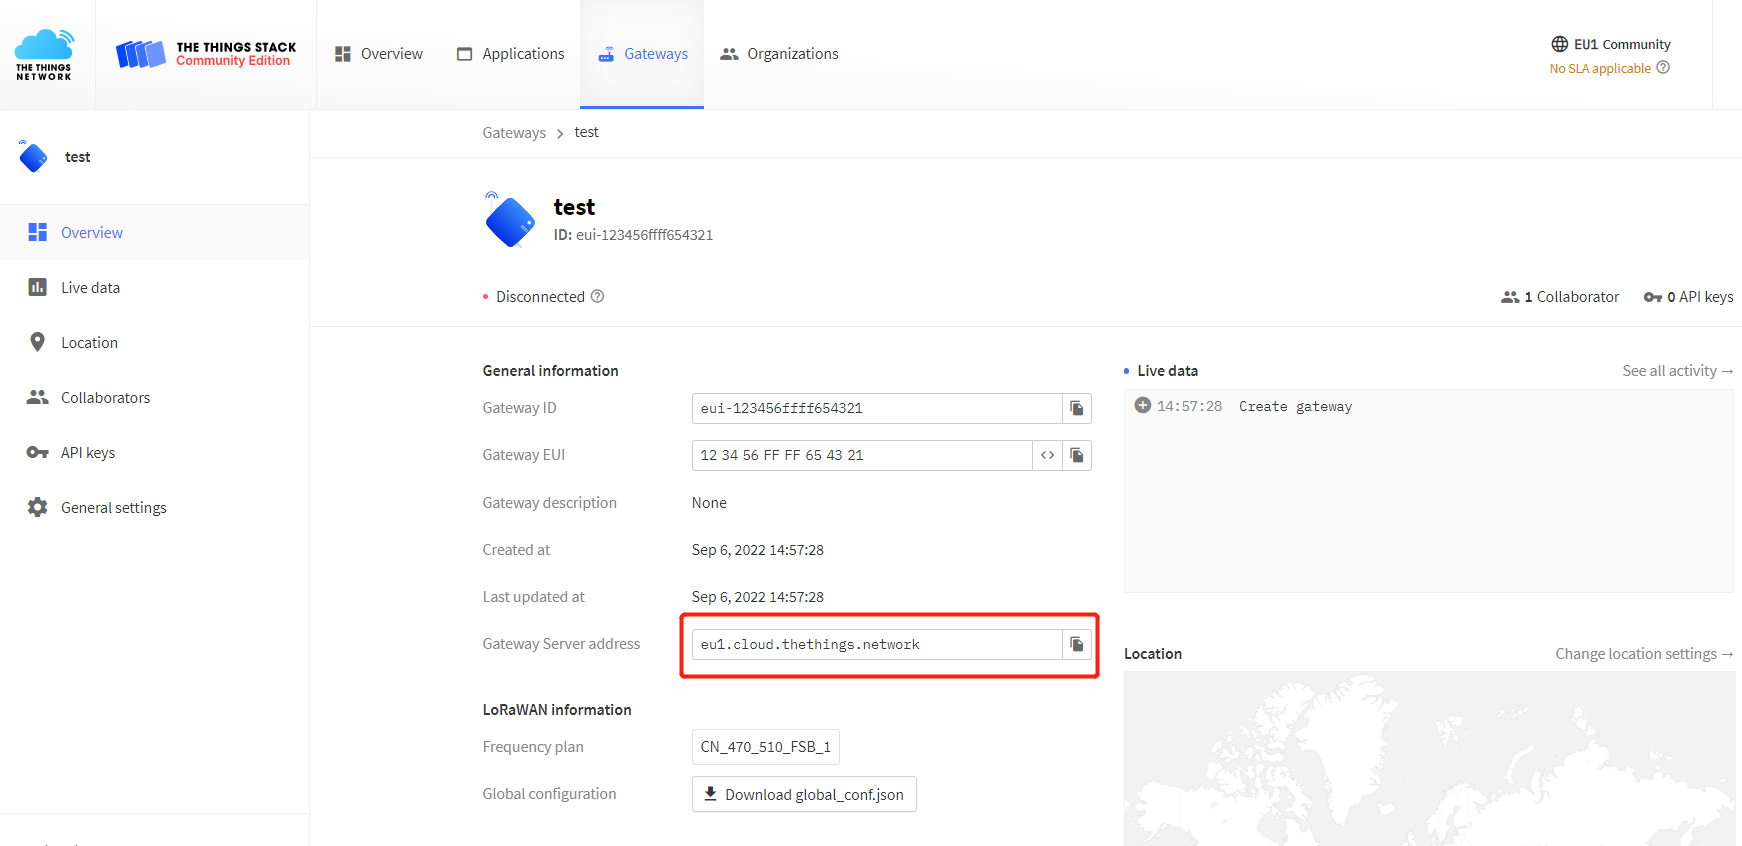 THE THINGS
NETWORK
THE THINGS STACK
Community Edition
Overview
Applications
Gateways
Organizations
EU1 Community
No SLA applicable
test
Overview
Live data
Location
Collaborators
API keys
General settings
Gateways > test
test
ID: eui-123456ffff654321
Disconnected
1 Collaborator
0 API keys
General information
Gateway ID
eui-123456ffff654321
Gateway EUI
12 34 56 FF FF 65 43 21
Gateway description
None
Created at
Sep 6, 2022 14:57:28
Last updated at
Sep 6, 2022 14:57:28
Gateway Server address
eu1.cloud.thethings.network
LoRaWAN information
Frequency plan
CN_470_510_FSB_1
Global configuration
Download global_conf.json
Live data
See all activity →
14:57:28 Create gateway
Location
Change location settings →